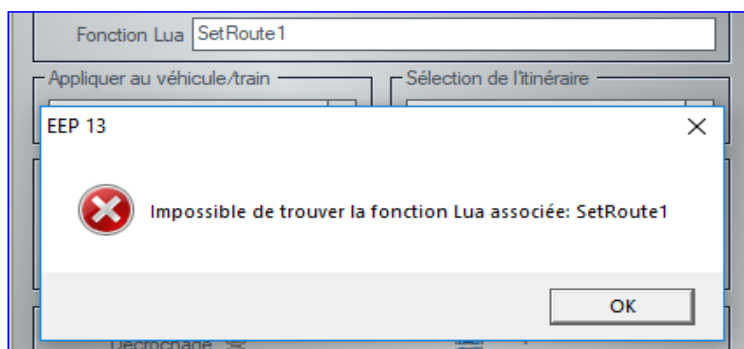 Fonction Lua SetRoute1
Appliquer au véhicule/train Sélection de l'itinéraire
EEP 13
Impossible de trouver la fonction Lua associée: SetRoute1
OK
Décrochage